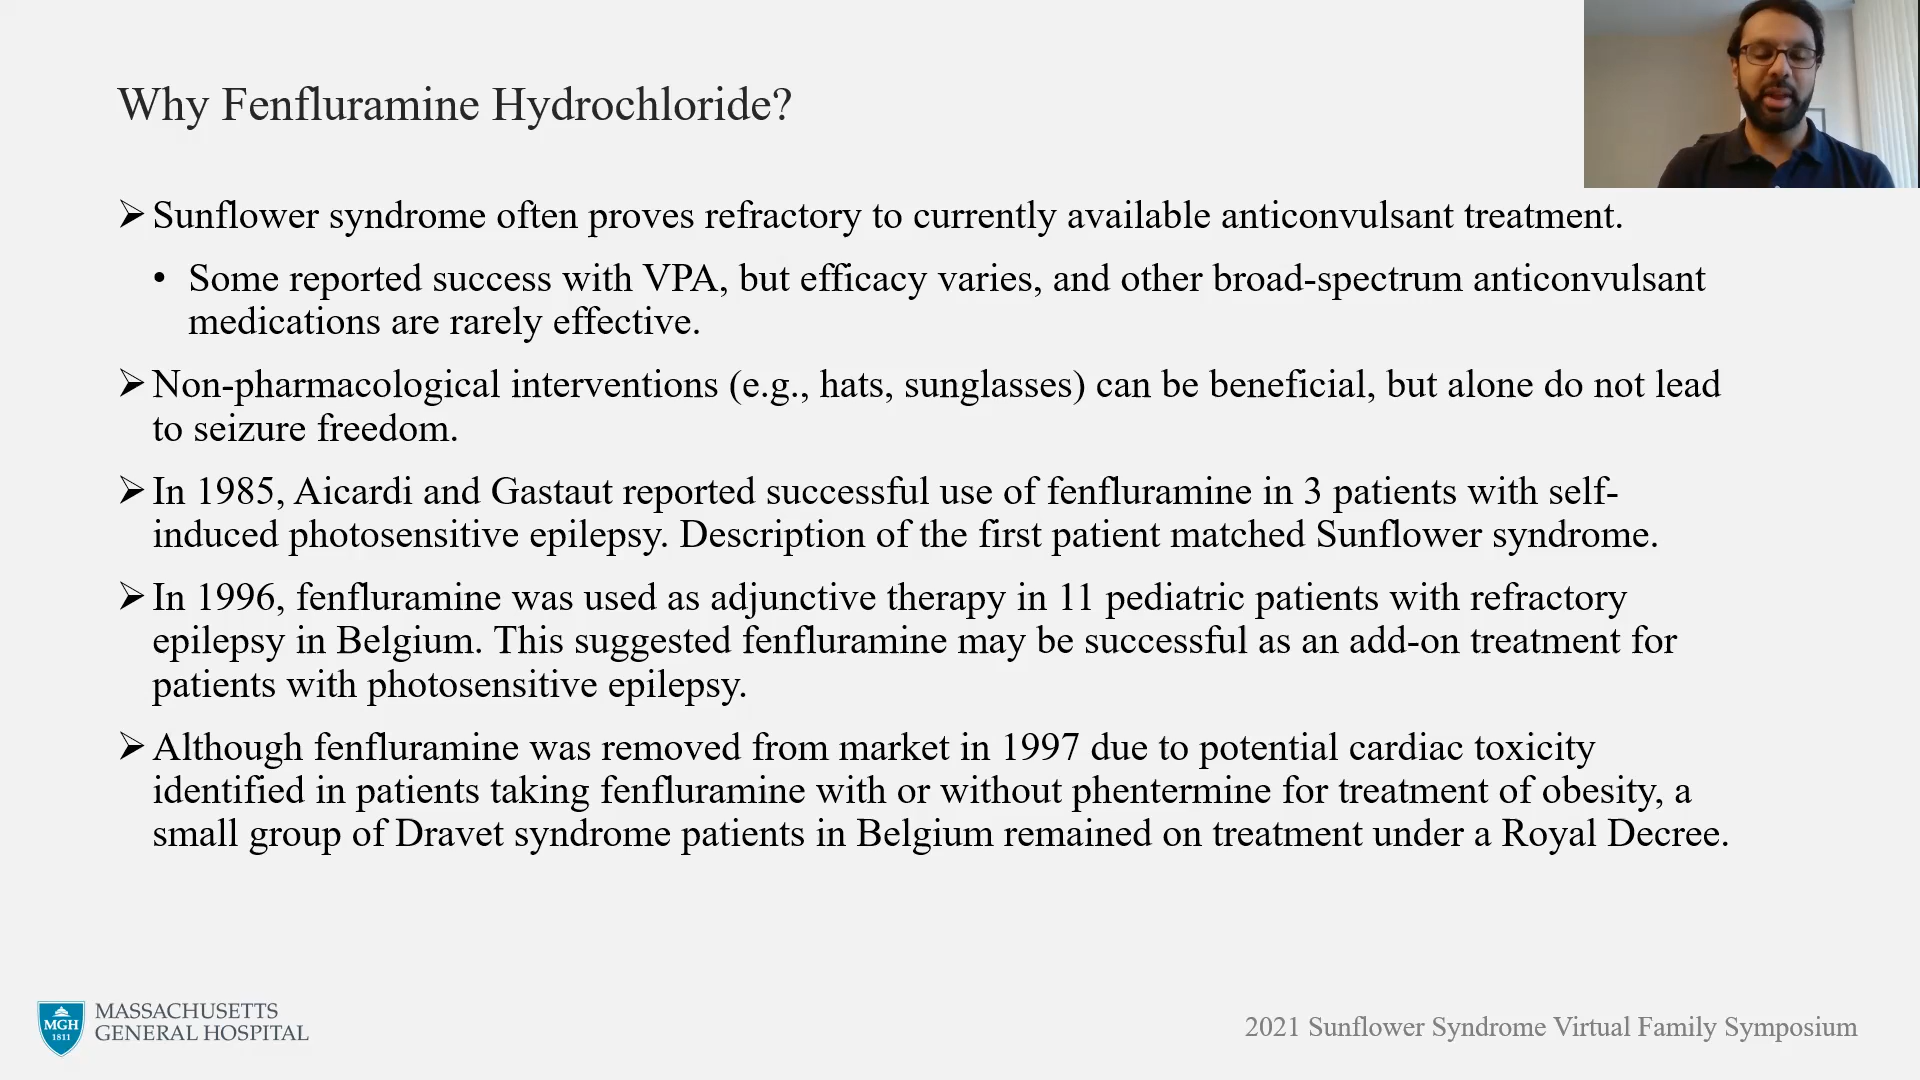 Why Fenfluramine Hydrochloride?
➢ Sunflower syndrome often proves refractory to currently available anticonvulsant treatment.
• Some reported success with VPA, but efficacy varies, and other broad-spectrum anticonvulsant
medications are rarely effective.
➢ Non-pharmacological interventions (e.g., hats, sunglasses) can be beneficial, but alone do not lead
to seizure freedom.
➢ In 1985, Aicardi and Gastaut reported successful use of fenfluramine in 3 patients with self-
induced photosensitive epilepsy. Description of the first patient matched Sunflower syndrome.
➢ In 1996, fenfluramine was used as adjunctive therapy in 11 pediatric patients with refractory
epilepsy in Belgium. This suggested fenfluramine may be successful as an add-on treatment for
patients with photosensitive epilepsy.
➢ Although fenfluramine was removed from market in 1997 due to potential cardiac toxicity
identified in patients taking fenfluramine with or without phentermine for treatment of obesity, a
small group of Dravet syndrome patients in Belgium remained on treatment under a Royal Decree.
MGH
1811
MASSACHUSETTS
GENERAL HOSPITAL
2021 Sunflower Syndrome Virtual Family Symposium